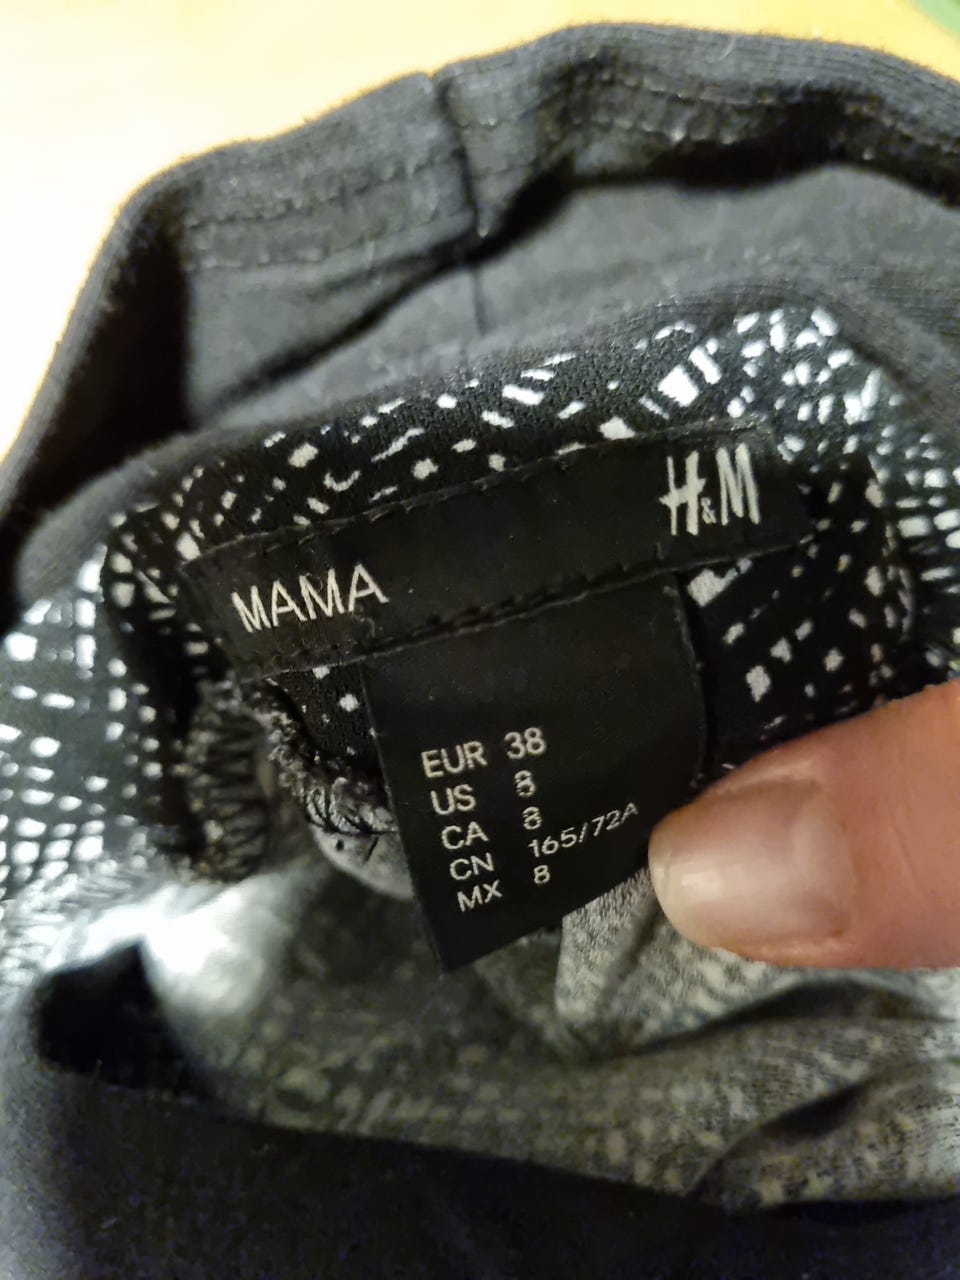 H&M
MAMA
EUR 38
US 8
CA 8
CN 165/72A
MX 8